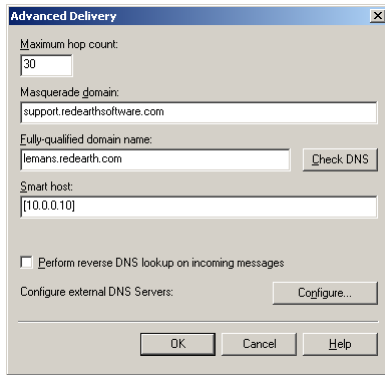 Advanced Delivery
Maximum hop count:
30
Masquerade domain:
support.redearthsoftware.com
Fully-qualified domain name:
lemans.redearth.com
Check DNS
Smart host:
[10.0.0.10]
Perform reverse DNS lookup on incoming messages
Configure external DNS Servers:
Configure...
OK Cancel Help